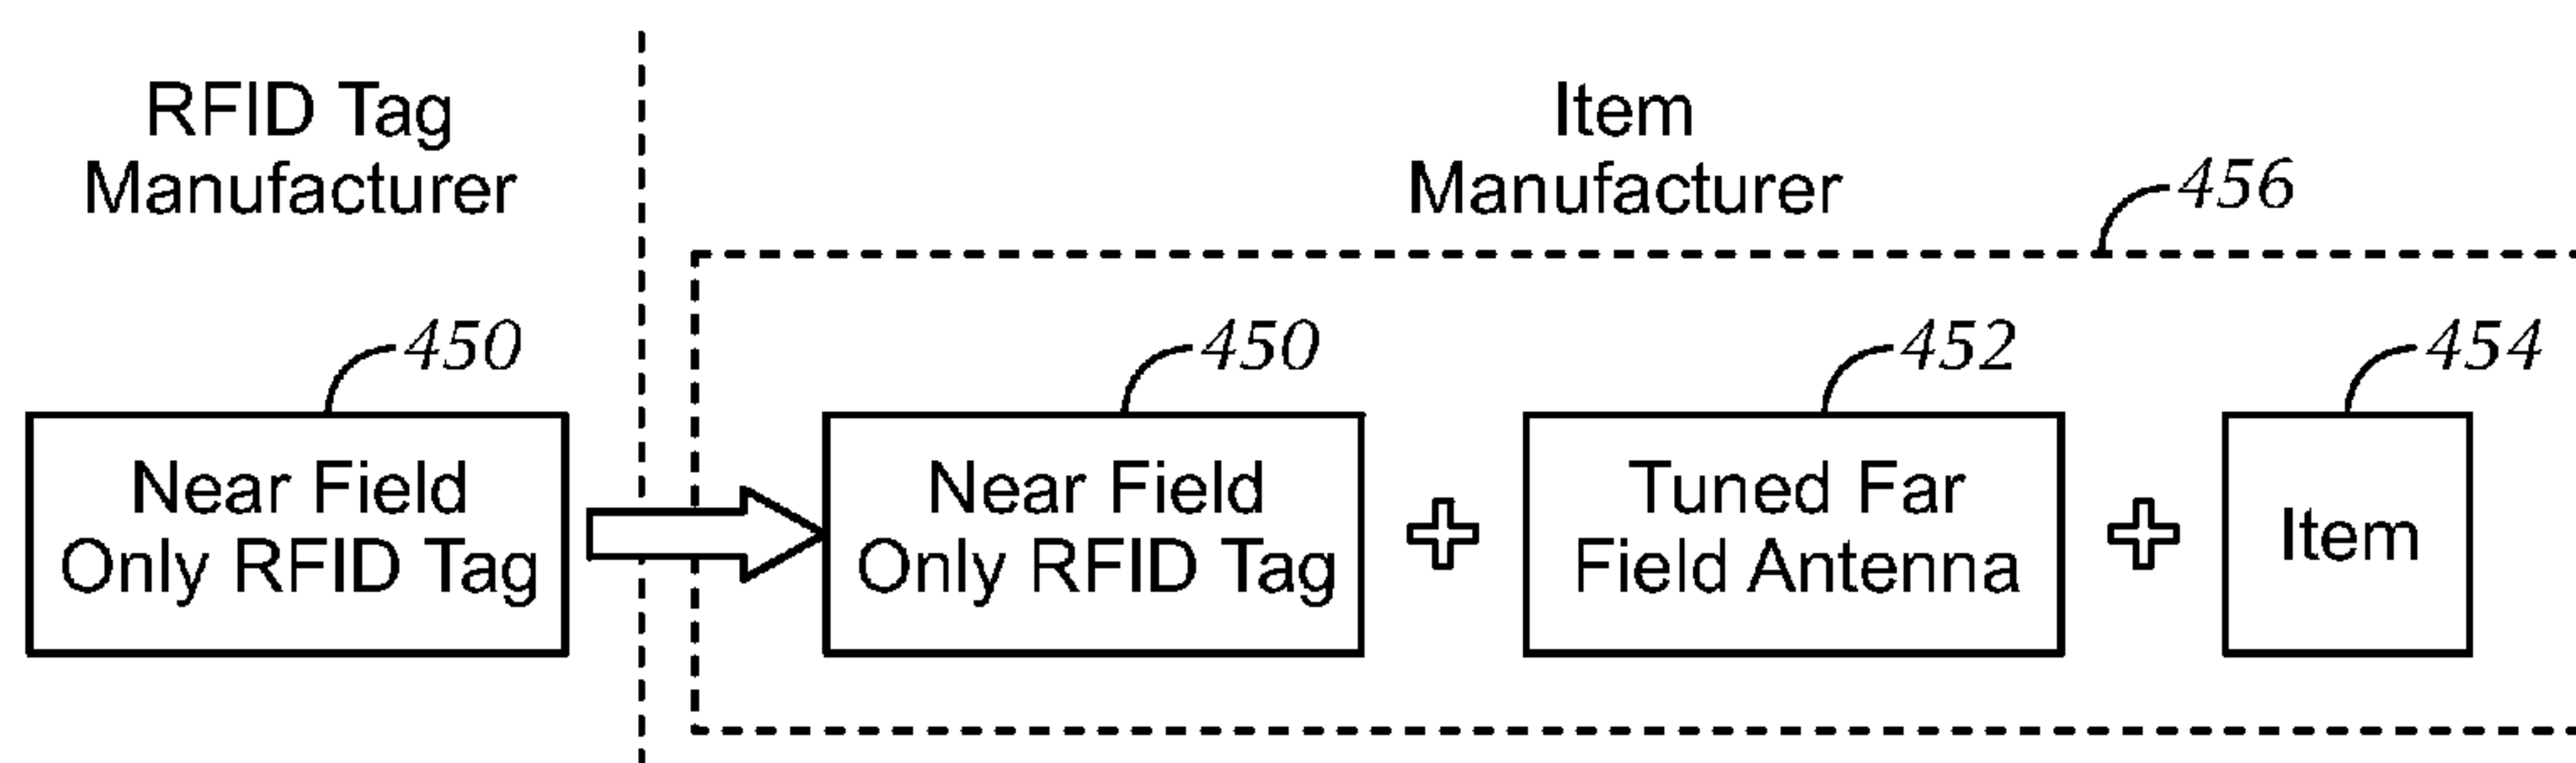 RFID Tag
Manufacturer
Item
Manufacturer
456
450
450
452
454
Near Field
Only RFID Tag
Near Field
Only RFID Tag
Tuned Far
Field Antenna
Item